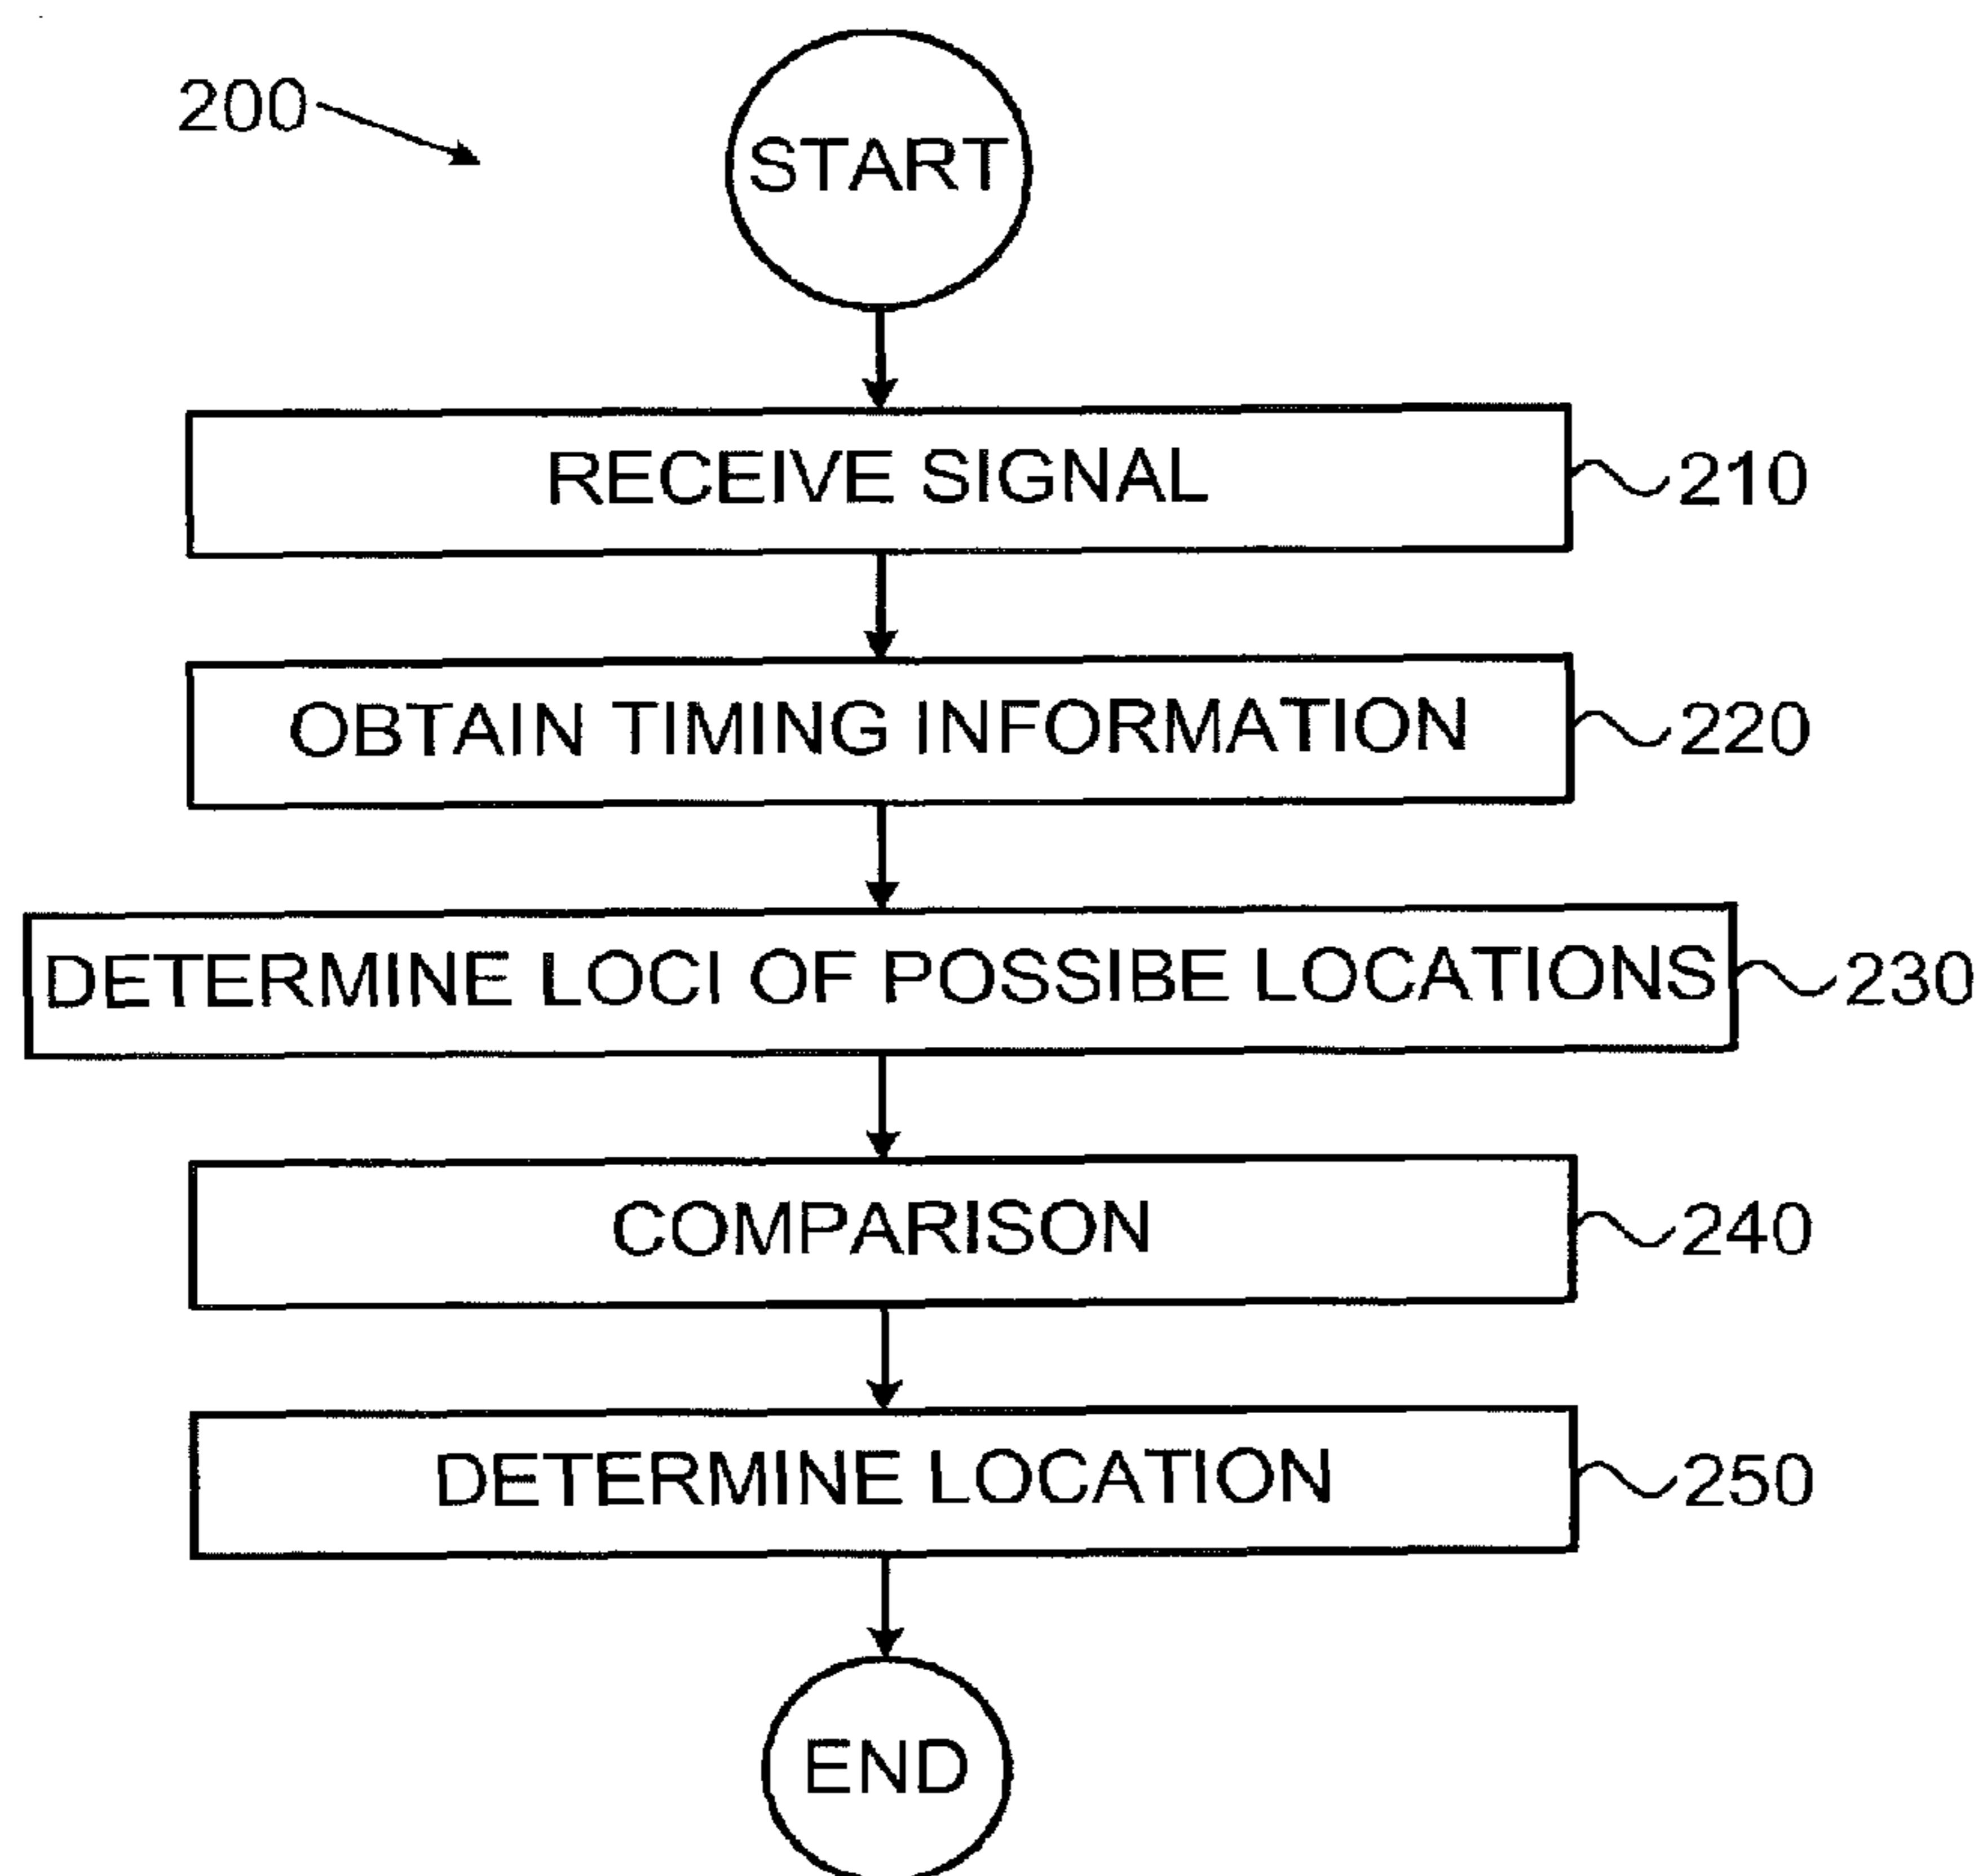 200
START
RECEIVE SIGNAL 210
OBTAIN TIMING INFORMATION 220
DETERMINE LOCI OF POSSIBE LOCATIONS 230
COMPARISON 240
DETERMINE LOCATION 250
END